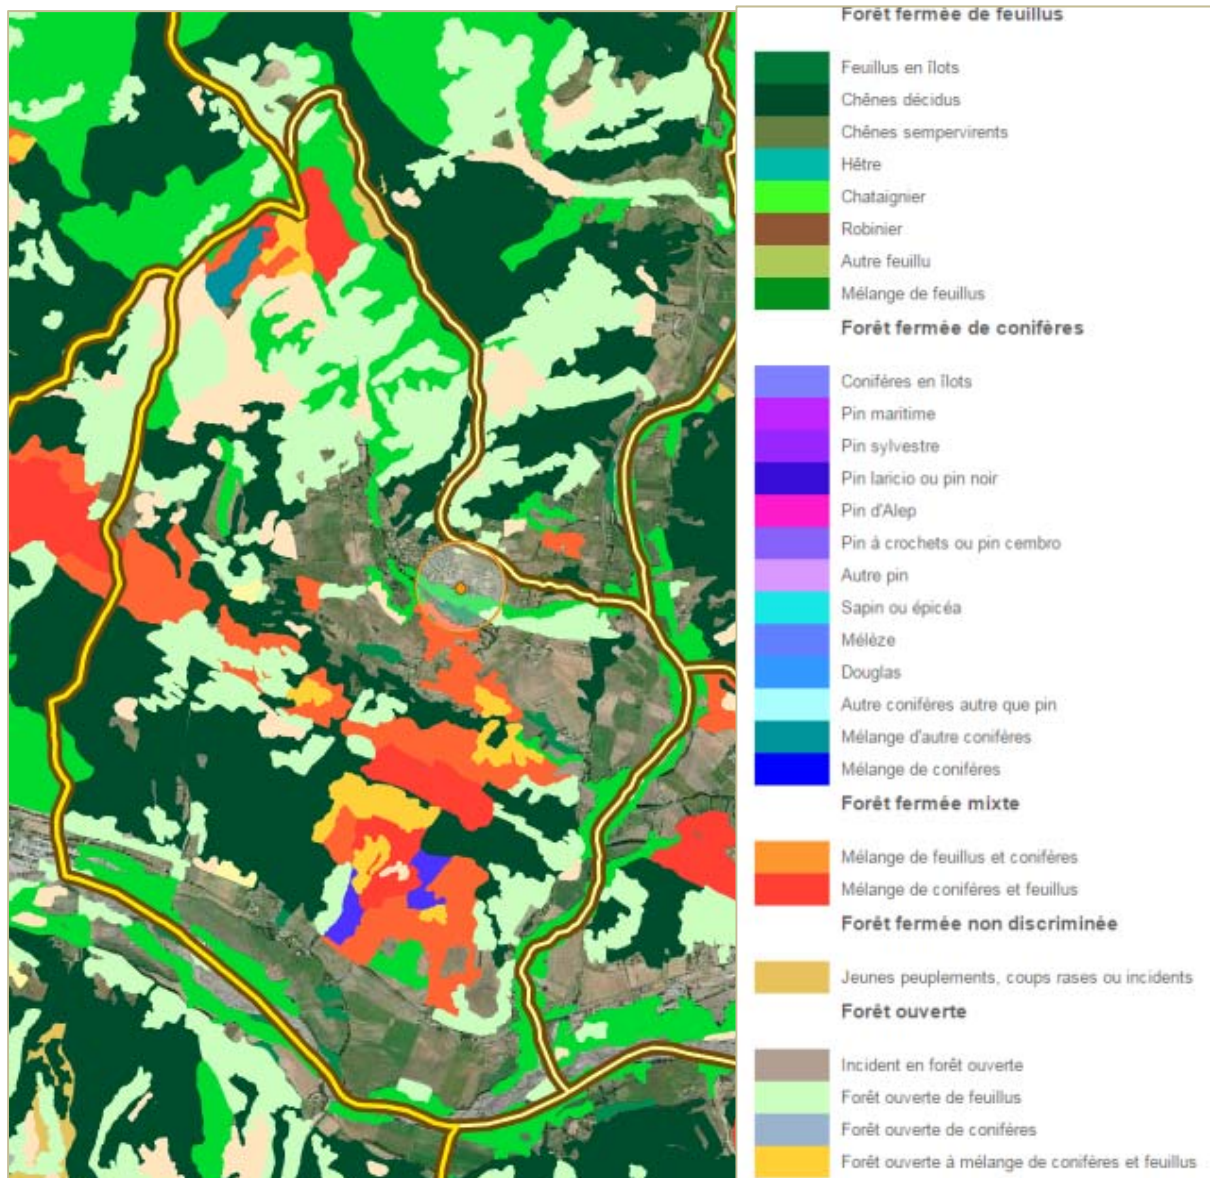 Forêt fermée de feuillus
Feuillus en îlots
Chênes décidus
Chênes sempervirents
Hêtre
Chataignier
Robinier
Autre feuillu
Mélange de feuillus
Forêt fermée de conifères
Conifères en îlots
Pin maritime
Pin sylvestre
Pin laricio ou pin noir
Pin d'Alep
Pin à crochets ou pin cembro
Autre pin
Sapin ou épicéa
Mélèze
Douglas
Autre conifères autre que pin
Mélange d'autre conifères
Mélange de conifères
Forêt fermée mixte
Mélange de feuillus et conifères
Mélange de conifères et feuillus
Forêt fermée non discriminée
Jeunes peuplements, coups rases ou incidents
Forêt ouverte
Incident en forêt ouverte
Forêt ouverte de feuillus
Forêt ouverte de conifères
Forêt ouverte à mélange de conifères et feuillus